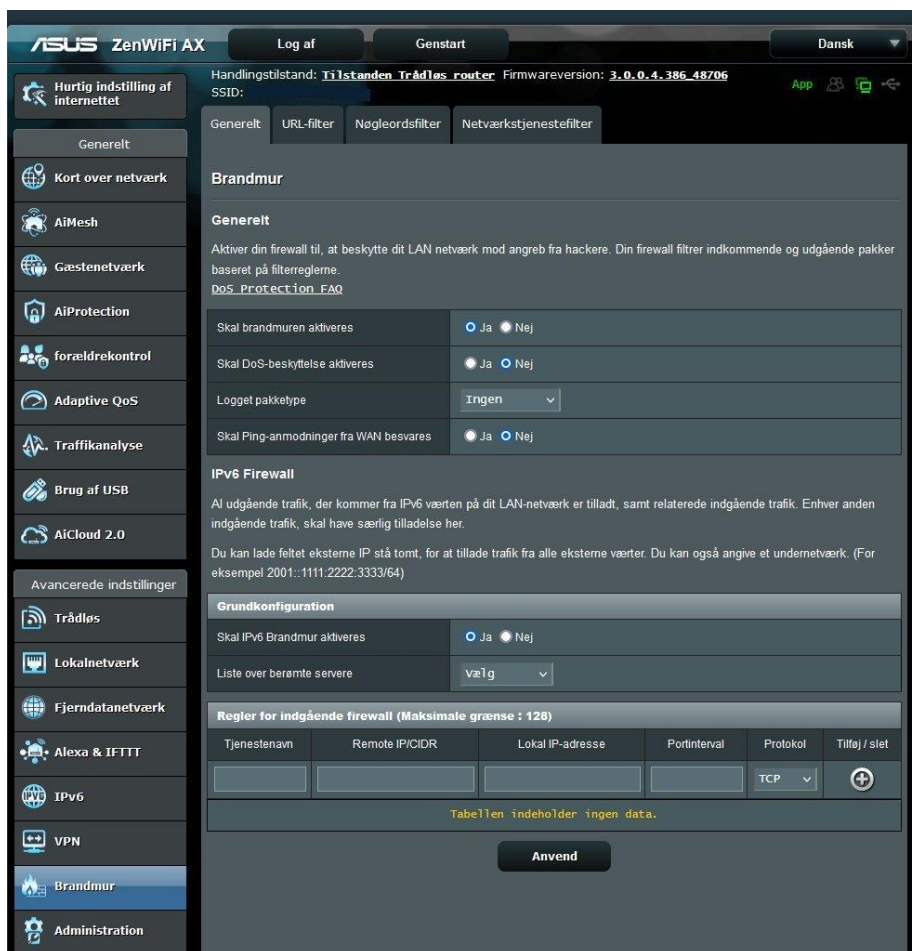 ASUS ZenWiFi AX
Log af
Genstart
Dansk
Hurtig indstilling af
internettet
Generelt
Kort over netværk
AiMesh
Gæstenetværk
AiProtection
forældrekontrol
Adaptive QoS
Traffikanalyse
Brug af USB
AiCloud 2.0
Avancerede indstillinger
Trådløs
Lokalnetværk
Fjerndatanetværk
Alexa & IFTTT
IPv6
VPN
Brandmur
Administration
Handlingstilstand: Tilstanden Trådløs router Firmwareversion: 3.0.0.4.386_48706
SSID:
App
Generelt
URL-filter
Nøgleordsfilter
Netværkstjenestefilter
Brandmur
Generelt
Aktiver din firewall til, at beskytte dit LAN netværk mod angreb fra hackere. Din firewall filtrer indkommende og udgående pakker
baseret på filterreglerne.
DoS Protection FAQ
Skal brandmuren aktiveres Ja Nej
Skal DoS-beskyttelse aktiveres Ja Nej
Logget pakketype Ingen
Skal Ping-anmodninger fra WAN besvares Ja Nej
IPv6 Firewall
Al udgående trafik, der kommer fra IPv6 værten på dit LAN-netværk er tilladt, samt relaterede indgående trafik. Enhver anden
indgående trafik, skal have særlig tilladelse her.
Du kan lade feltet eksterne IP stå tomt, for at tillade trafik fra alle eksterne værter. Du kan også angive et undernetværk. (For
eksempel 2001::1111:2222:3333/64)
Grundkonfiguration
Skal IPv6 Brandmur aktiveres Ja Nej
Liste over berømte servere Vælg
Regler for indgående firewall (Maksimale grænse : 128)
Tjenestenavn Remote IP/CIDR Lokal IP-adresse Portinterval Protokol Tilføj / slet
TCP
Tabellen indeholder ingen data.
Anvend